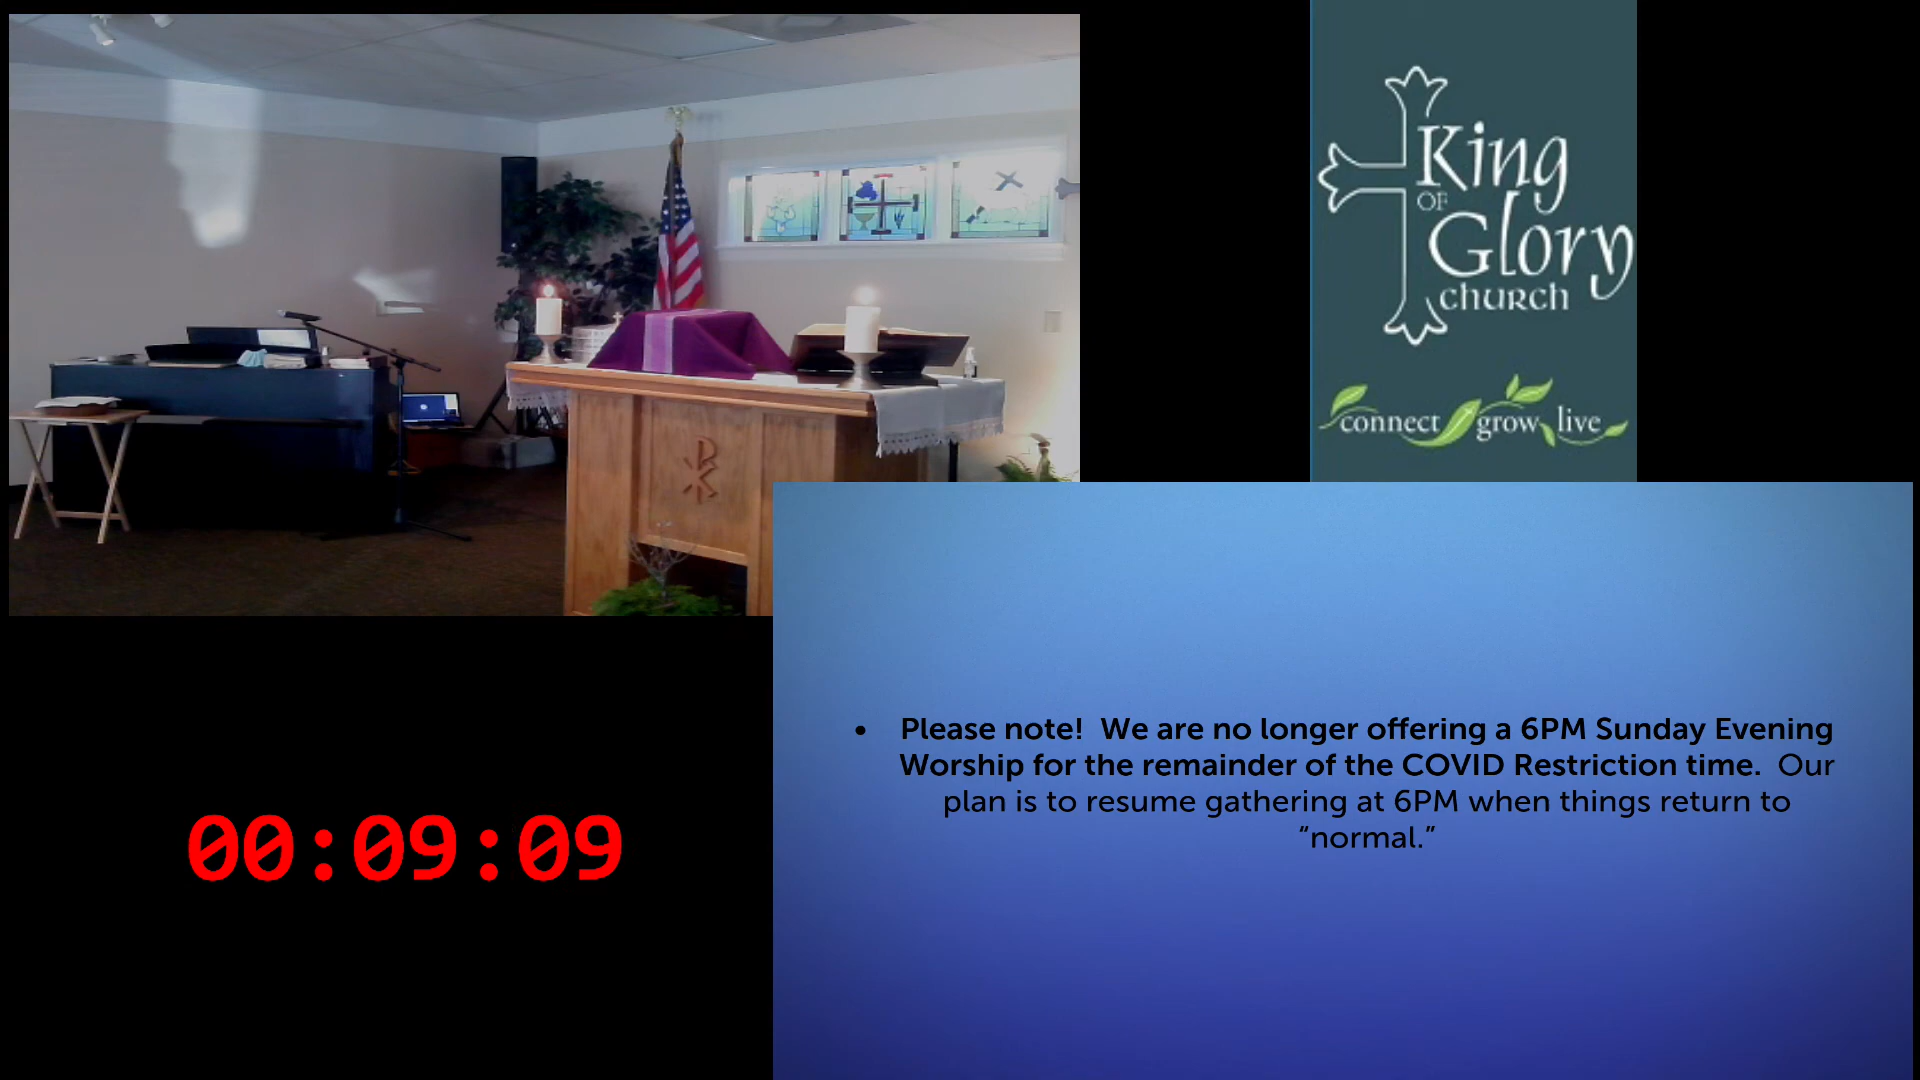 King
OF
Glory
church
connect grow live
• Please note!  We are no longer offering a 6PM Sunday Evening
Worship for the remainder of the COVID Restriction time.  Our
plan is to resume gathering at 6PM when things return to
“normal.”
00:09:09